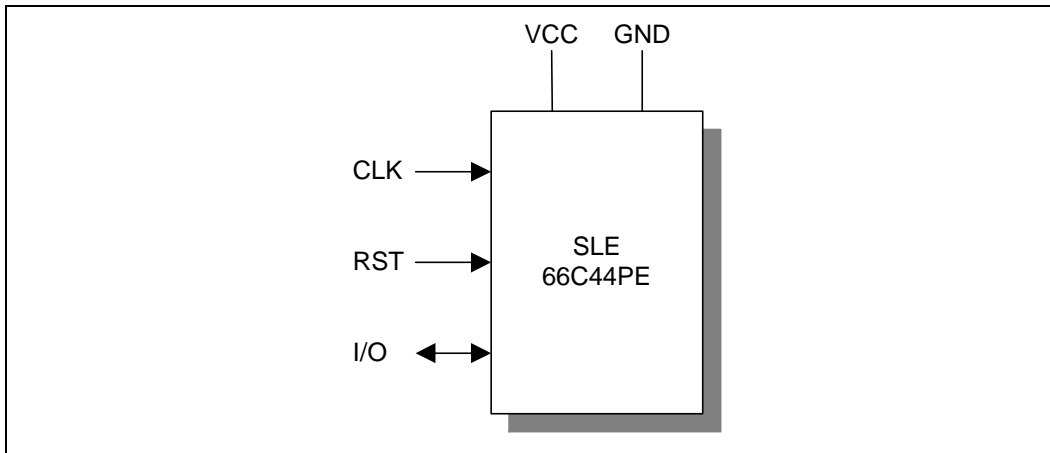 VCC GND
CLK
RST
SLE
66C44PE
I/O